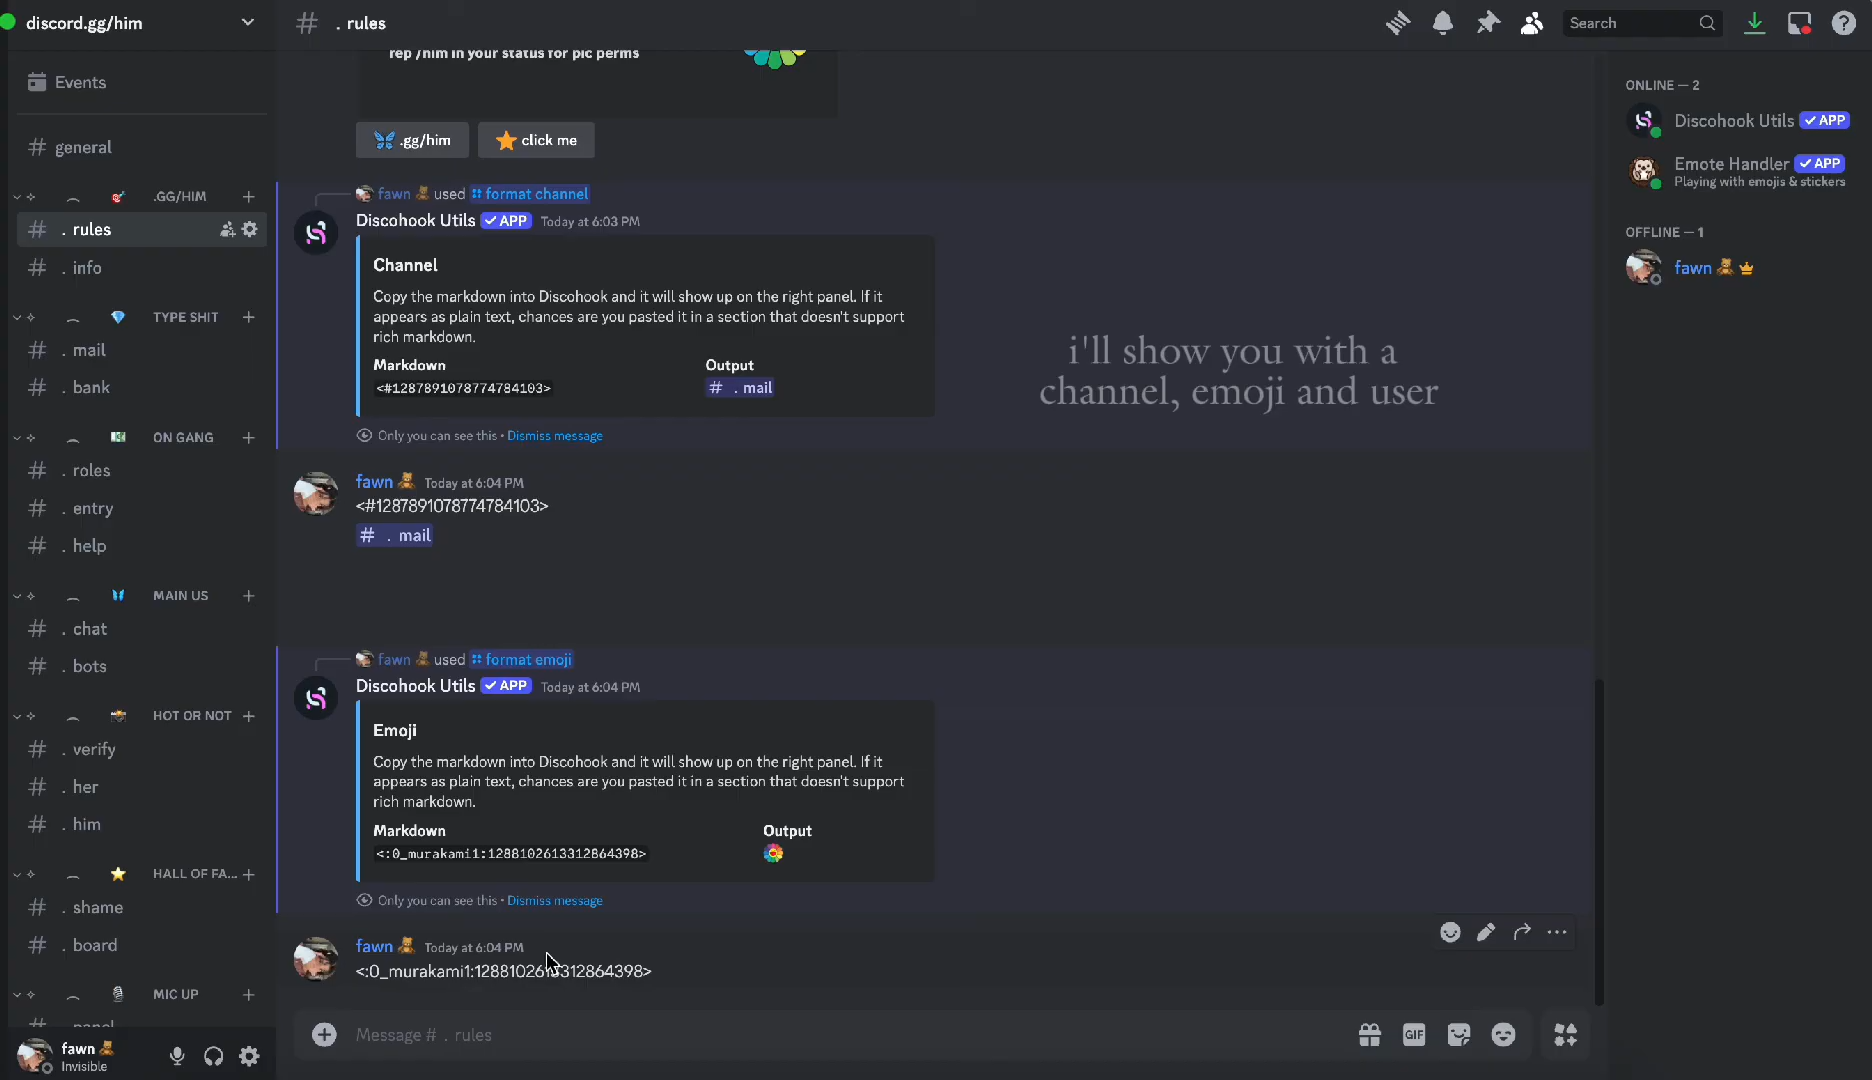 discord.gg/him
Events
general
.GG/HIM
. rules
. info
TYPE SHIT
. mail
. bank
ON GANG
. roles
. entry
. help
MAIN US
. chat
. bots
HOT OR NOT
. verify
. her
. him
HALL OF FA...
. shame
. board
MIC UP
fawn
Invisible
# . rules
Search
rep /him in your status for pic perms
.gg/him
click me
fawn used format channel
Discohook Utils ✓ APP Today at 6:03 PM
Channel
Copy the markdown into Discohook and it will show up on the right panel. If it
appears as plain text, chances are you pasted it in a section that doesn't support
rich markdown.
Markdown Output
<#1287891078774784103> # . mail
Only you can see this • Dismiss message
fawn Today at 6:04 PM
<#1287891078774784103>
# . mail
fawn used format emoji
Discohook Utils ✓ APP Today at 6:04 PM
Emoji
Copy the markdown into Discohook and it will show up on the right panel. If it
appears as plain text, chances are you pasted it in a section that doesn't support
rich markdown.
Markdown Output
<:0_murakami1:1288102613312864398>
Only you can see this • Dismiss message
fawn Today at 6:04 PM
<:0_murakami1:1288102613312864398>
Message # . rules
GIF
i'll show you with a
channel, emoji and user
ONLINE — 2
Discohook Utils ✓ APP
Emote Handler ✓ APP
Playing with emojis & stickers
OFFLINE — 1
fawn